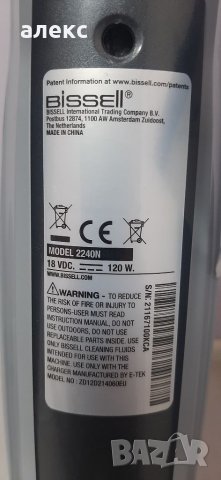 алекс
Patent Information at www.bissell.com/patents
BISSELL®
BISSELL International Trading Company B.V.
Postbus 12874, 1100 AW Amsterdam Zuidoost,
The Netherlands
MADE IN CHINA
CE
MODEL 2240N
18 VDC. 120 W.
WWW.BISSELL.COM
WARNING - TO REDUCE
THE RISK OF FIRE OR INJURY TO
PERSONS-USER MUST READ
INSTRUCTION MANUAL. DO NOT
USE OUTDOORS, DO NOT USE
REPLACEABLE PARTS INSIDE. USE
ONLY BISSELL CLEANING FLUIDS
INTENDED FOR USE WITH THIS
MACHINE. USE ONLY WITH THE
CHARGER MANUFACTURED BY E-TEK
MODEL NO : ZD12D214060EU
S/N: 21167100XCA
BAZAR
bg